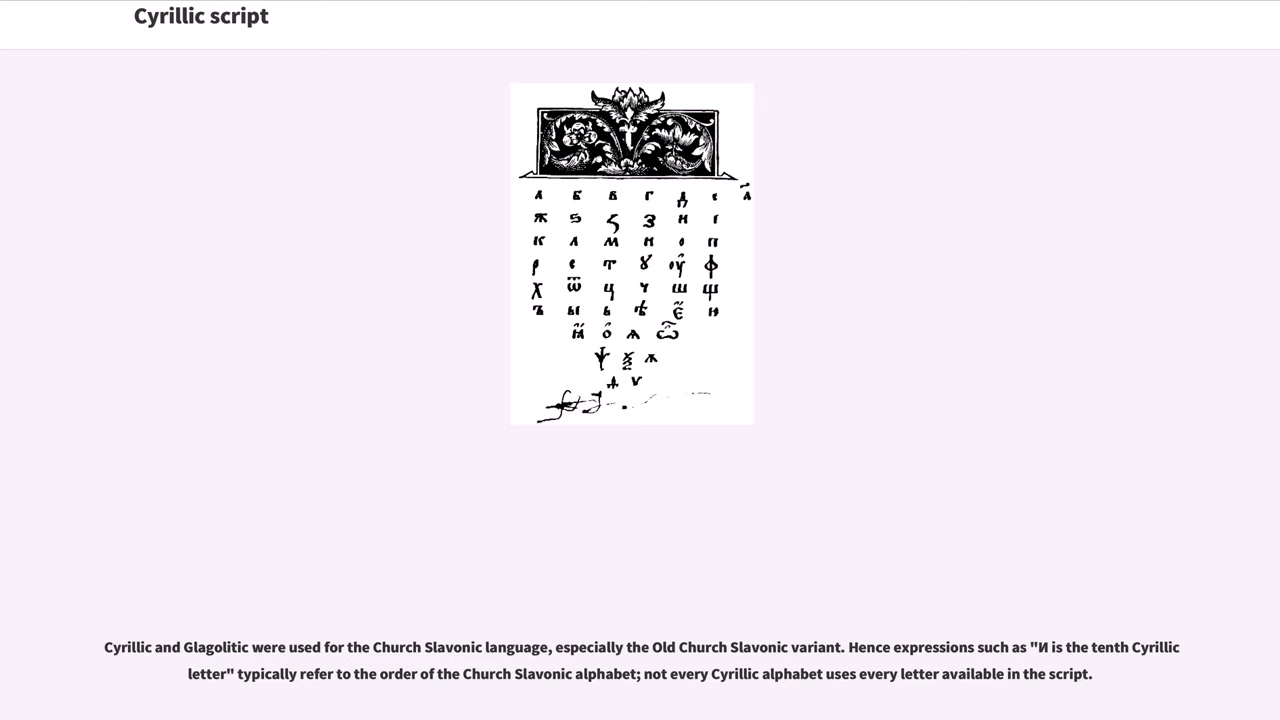 Cyrillic script
а б в г д є а҆
ж ѕ ꙁ з и і
к л м н о п
р с т ꙋ оу҆ ф
х ѿ ц ч ш щ
ъ ы ь ѣ є҆ и
н҆ о҆ ѧ ѽ
ѱ ѯ ѫ
ѵ
Cyrillic and Glagolitic were used for the Church Slavonic language, especially the Old Church Slavonic variant. Hence expressions such as "И is the tenth Cyrillic
letter" typically refer to the order of the Church Slavonic alphabet; not every Cyrillic alphabet uses every letter available in the script.